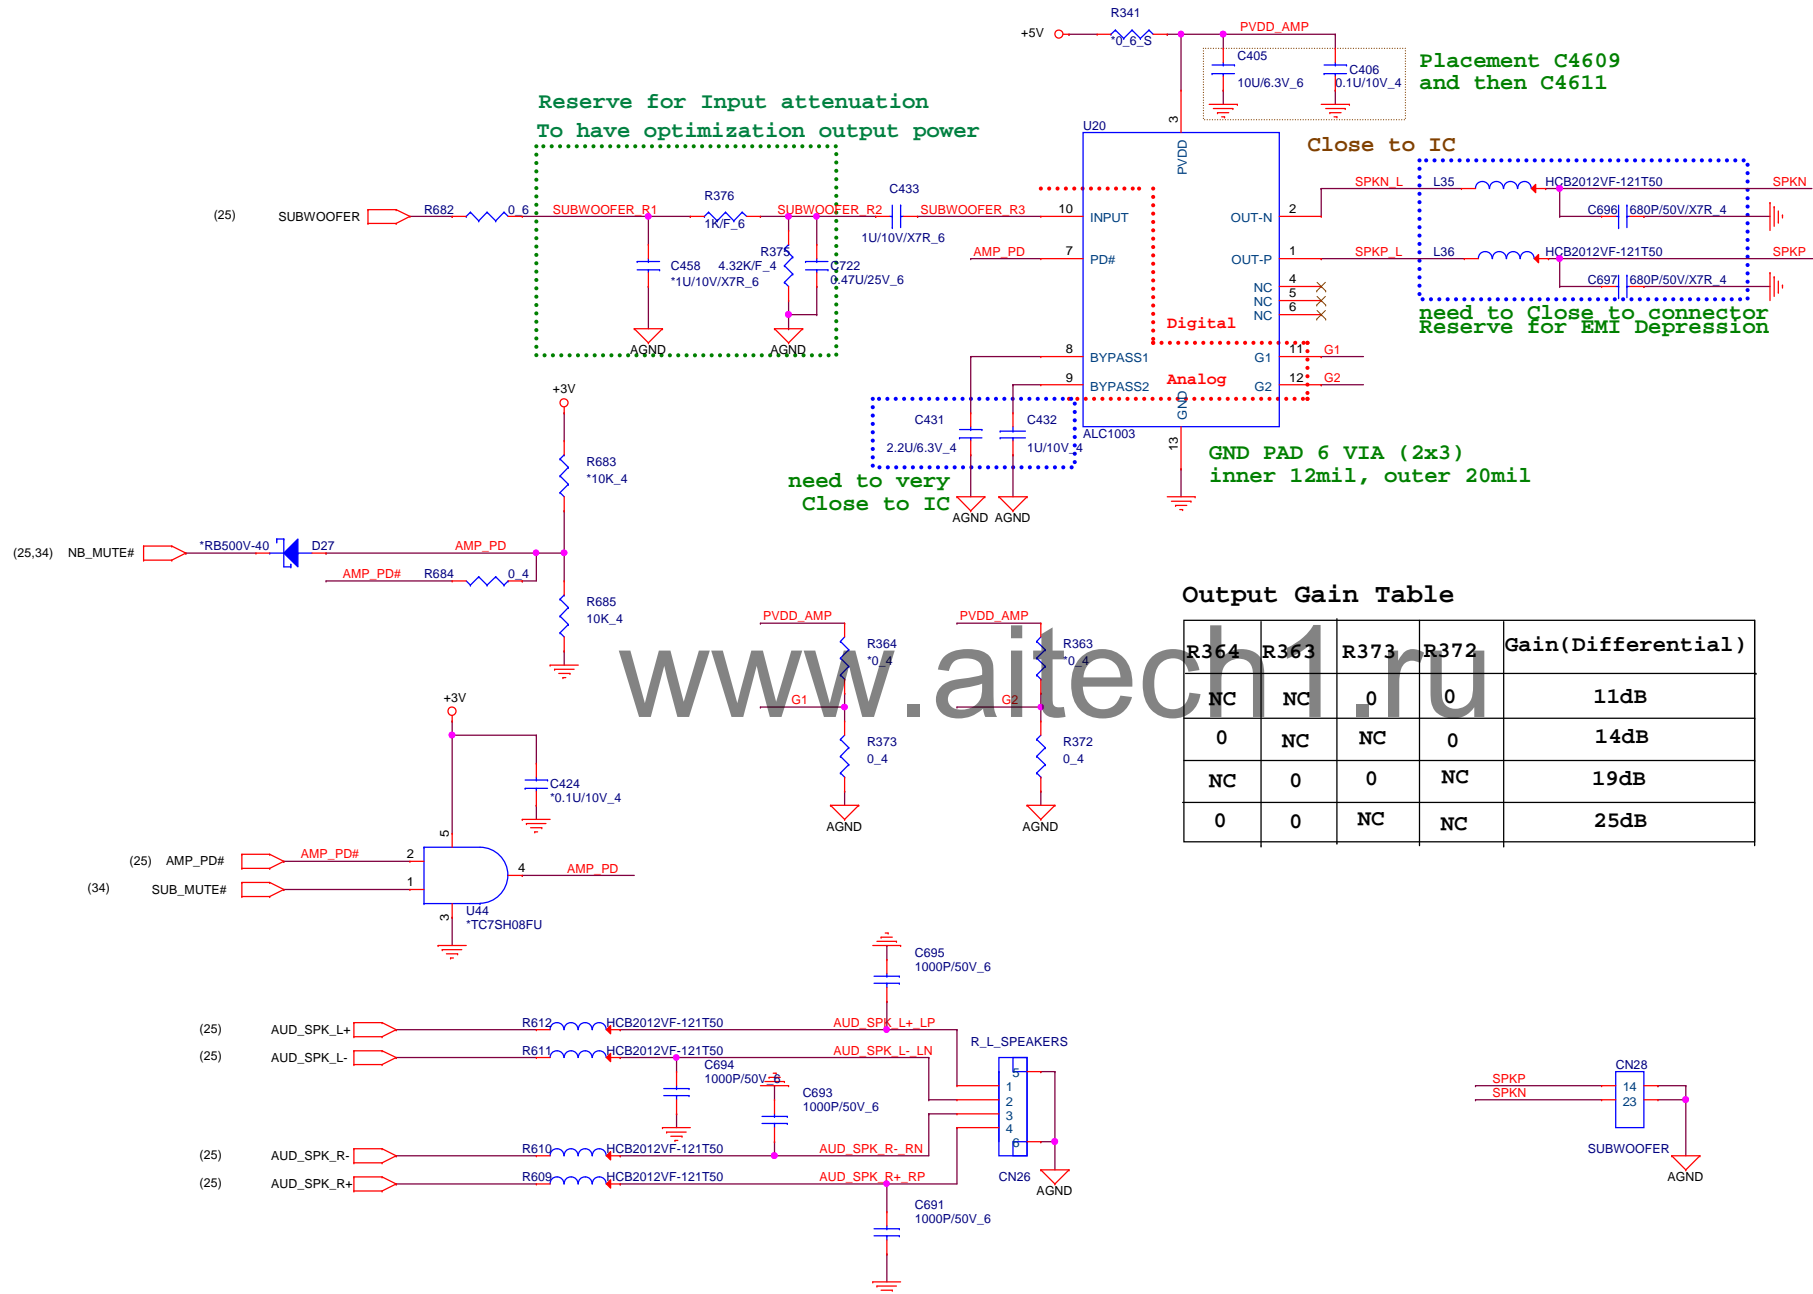 R341
+5V
*0_6_S
PVDD_AMP
C405
10U/6.3V_6
C406
0.1U/10V_4
Placement C4609
and then C4611
Reserve for Input attenuation
To have optimization output power
U20
3
PVDD
Close to IC
(25)
SUBWOOFER
R682
0_6
SUBWOOFER_R1
R376
1K/F_6
SUBWOOFER_R2
C433
1U/10V/X7R_6
SUBWOOFER_R3
10
INPUT
OUT-N
2
SPKN_L
L35
HCB2012VF-121T50
SPKN
C696
680P/50V/X7R_4
AMP_PD
7
PD#
OUT-P
1
SPKP_L
L36
HCB2012VF-121T50
SPKP
C697
680P/50V/X7R_4
C458
*1U/10V/X7R_6
R375
4.32K/F_4
C722
0.47U/25V_6
AGND
AGND
NC
4
NC
5
NC
6
need to Close to connector
Reserve for EMI Depression
Digital
8
BYPASS1
G1
11
G1
Analog
9
BYPASS2
G2
12
G2
GND
13
ALC1003
C431
2.2U/6.3V_4
C432
1U/10V_4
need to very
Close to IC
AGND
AGND
GND PAD 6 VIA (2x3)
inner 12mil, outer 20mil
+3V
R683
*10K_4
(25,34)
NB_MUTE#
*RB500V-40
D27
AMP_PD
AMP_PD#
R684
0_4
R685
10K_4
PVDD_AMP
R364
*0_4
G1
R373
0_4
AGND
PVDD_AMP
R363
*0_4
G2
R372
0_4
AGND
www.aitech1.ru
Output Gain Table
R364 R363 R373 R372 Gain(Differential)
NC NC 0 0 11dB
0 NC NC 0 14dB
NC 0 0 NC 19dB
0 0 NC NC 25dB
+3V
C424
*0.1U/10V_4
5
(25)
AMP_PD#
AMP_PD#
2
(34)
SUB_MUTE#
1
4
AMP_PD
3
U44
*TC7SH08FU
C695
1000P/50V_6
(25)
AUD_SPK_L+
R612
HCB2012VF-121T50
AUD_SPK_L+_LP
(25)
AUD_SPK_L-
R611
HCB2012VF-121T50
AUD_SPK_L-_LN
C694
1000P/50V_6
C693
1000P/50V_6
(25)
AUD_SPK_R-
R610
HCB2012VF-121T50
AUD_SPK_R-_RN
(25)
AUD_SPK_R+
R609
HCB2012VF-121T50
AUD_SPK_R+_RP
C691
1000P/50V_6
R_L_SPEAKERS
5
1
2
3
4
6
CN26
AGND
CN28
SPKP
14
SPKN
23
SUBWOOFER
AGND